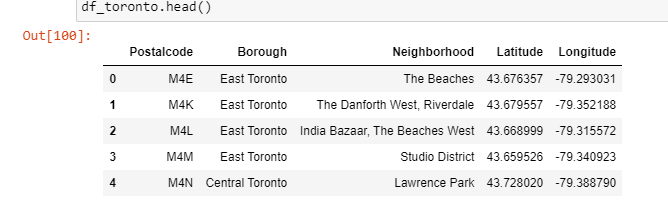 df_toronto.head()
Out[100]:
Postalcode Borough Neighborhood Latitude Longitude
0 M4E East Toronto The Beaches 43.676357 -79.293031
1 M4K East Toronto The Danforth West, Riverdale 43.679557 -79.352188
2 M4L East Toronto India Bazaar, The Beaches West 43.668999 -79.315572
3 M4M East Toronto Studio District 43.659526 -79.340923
4 M4N Central Toronto Lawrence Park 43.728020 -79.388790